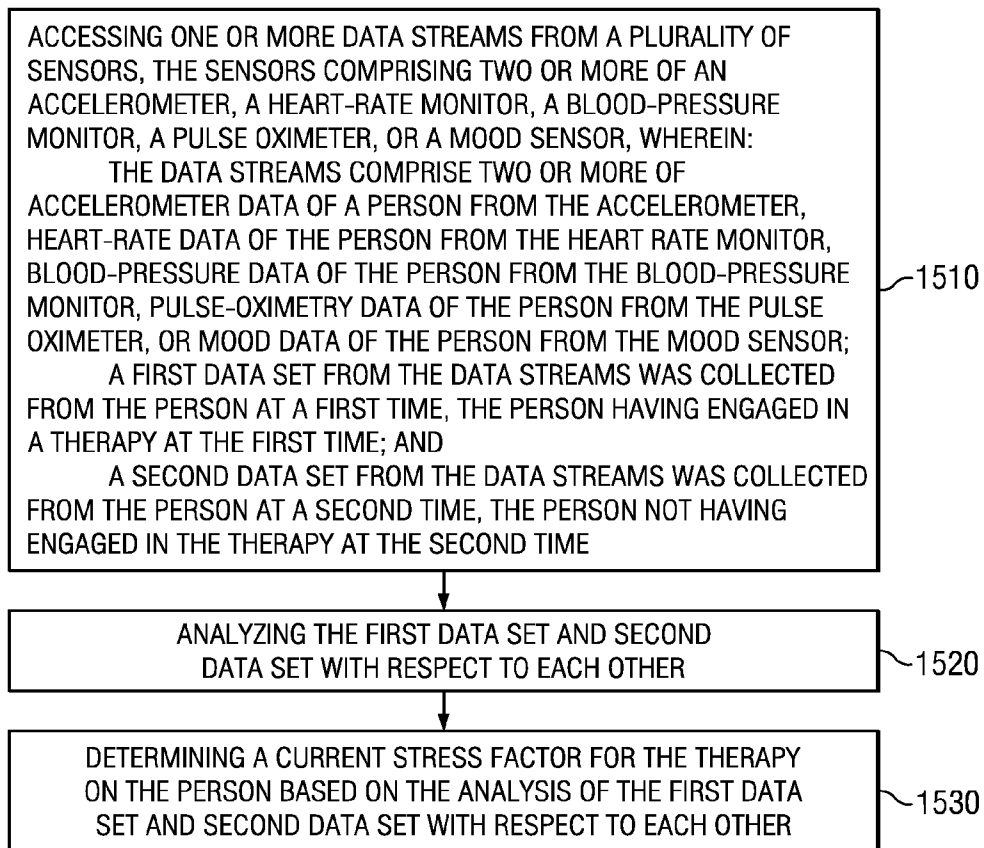 ACCESSING ONE OR MORE DATA STREAMS FROM A PLURALITY OF
SENSORS, THE SENSORS COMPRISING TWO OR MORE OF AN
ACCELEROMETER, A HEART-RATE MONITOR, A BLOOD-PRESSURE
MONITOR, A PULSE OXIMETER, OR A MOOD SENSOR, WHEREIN:
THE DATA STREAMS COMPRISE TWO OR MORE OF
ACCELEROMETER DATA OF A PERSON FROM THE ACCELEROMETER,
HEART-RATE DATA OF THE PERSON FROM THE HEART RATE MONITOR,
BLOOD-PRESSURE DATA OF THE PERSON FROM THE BLOOD-PRESSURE
MONITOR, PULSE-OXIMETRY DATA OF THE PERSON FROM THE PULSE
OXIMETER, OR MOOD DATA OF THE PERSON FROM THE MOOD SENSOR;
A FIRST DATA SET FROM THE DATA STREAMS WAS COLLECTED
FROM THE PERSON AT A FIRST TIME, THE PERSON HAVING ENGAGED IN
A THERAPY AT THE FIRST TIME; AND
A SECOND DATA SET FROM THE DATA STREAMS WAS COLLECTED
FROM THE PERSON AT A SECOND TIME, THE PERSON NOT HAVING
ENGAGED IN THE THERAPY AT THE SECOND TIME
1510
ANALYZING THE FIRST DATA SET AND SECOND
DATA SET WITH RESPECT TO EACH OTHER
1520
DETERMINING A CURRENT STRESS FACTOR FOR THE THERAPY
ON THE PERSON BASED ON THE ANALYSIS OF THE FIRST DATA
SET AND SECOND DATA SET WITH RESPECT TO EACH OTHER
1530